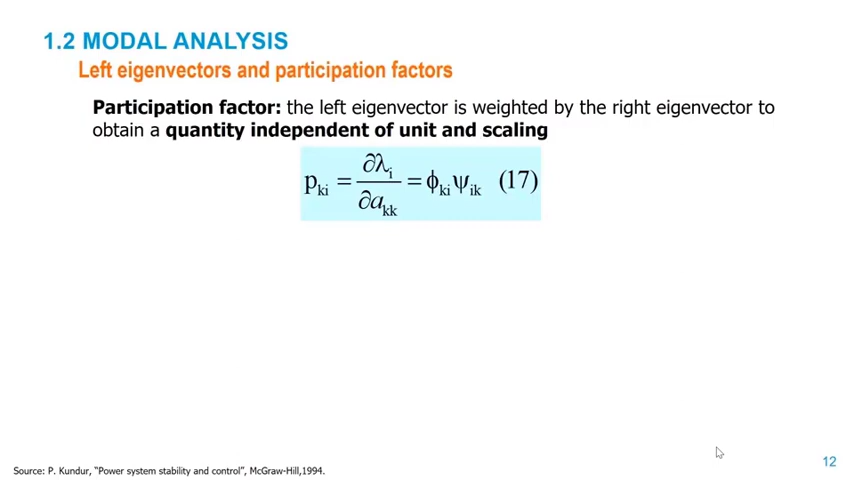 1.2 MODAL ANALYSIS
Left eigenvectors and participation factors
Participation factor: the left eigenvector is weighted by the right eigenvector to
obtain a quantity independent of unit and scaling
p_ki = ∂λ_i / ∂a_kk = ϕ_ki ψ_ik (17)
12
Source: P. Kundur, “Power system stability and control”, McGraw-Hill,1994.